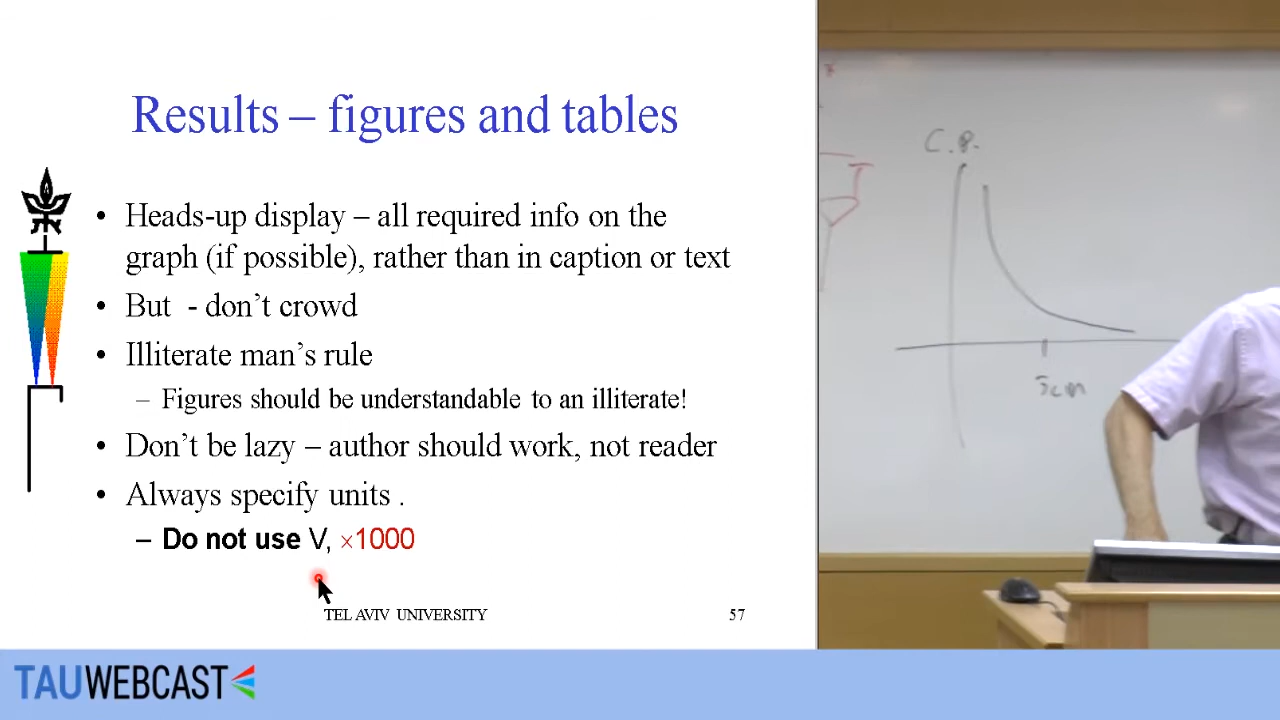 Results – figures and tables
• Heads-up display – all required info on the
graph (if possible), rather than in caption or text
• But - don't crowd
• Illiterate man's rule
– Figures should be understandable to an illiterate!
• Don't be lazy – author should work, not reader
• Always specify units .
– Do not use V, ×1000
TEL AVIV UNIVERSITY
57
C.P.
5cm
TAUWEBCAST